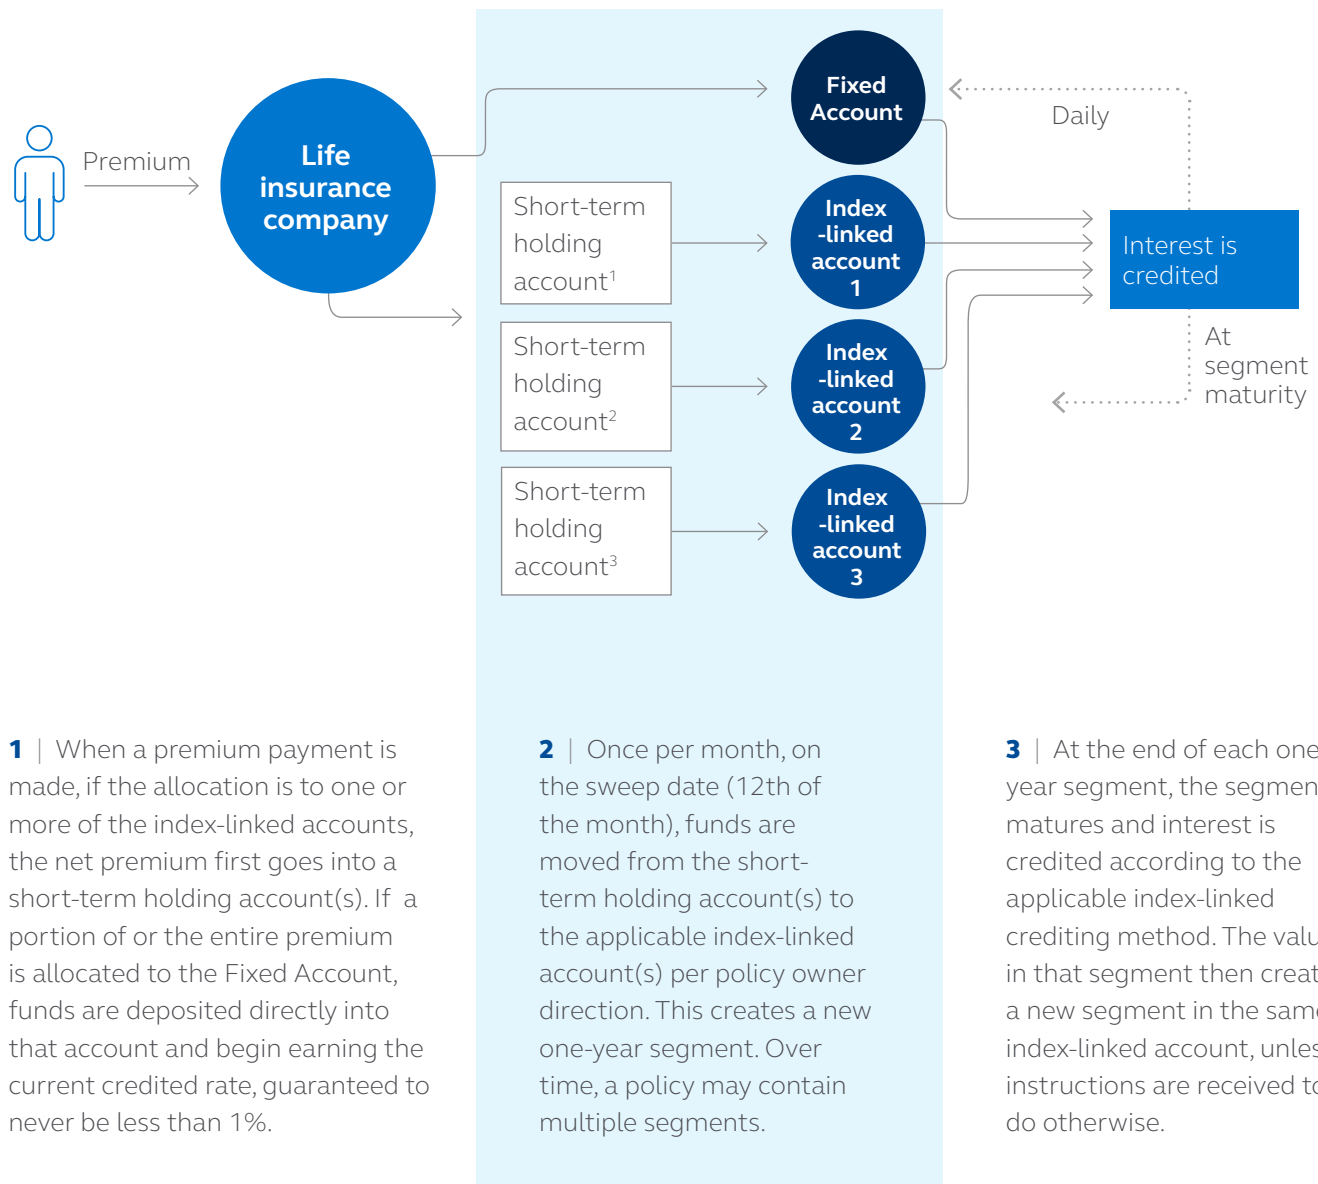 Premium
Life
insurance
company
Fixed
Account
Daily
Short-term
holding
account¹
Index
-linked
account
1
Interest is
credited
Short-term
holding
account²
Index
-linked
account
2
At
segment
maturity
Short-term
holding
account³
Index
-linked
account
3
1 | When a premium payment is
made, if the allocation is to one or
more of the index-linked accounts,
the net premium first goes into a
short-term holding account(s). If a
portion of or the entire premium
is allocated to the Fixed Account,
funds are deposited directly into
that account and begin earning the
current credited rate, guaranteed to
never be less than 1%.
2 | Once per month, on
the sweep date (12th of
the month), funds are
moved from the short-
term holding account(s) to
the applicable index-linked
account(s) per policy owner
direction. This creates a new
one-year segment. Over
time, a policy may contain
multiple segments.
3 | At the end of each one
year segment, the segmen
matures and interest is
credited according to the
applicable index-linked
crediting method. The valu
in that segment then creat
a new segment in the same
index-linked account, unles
instructions are received to
do otherwise.